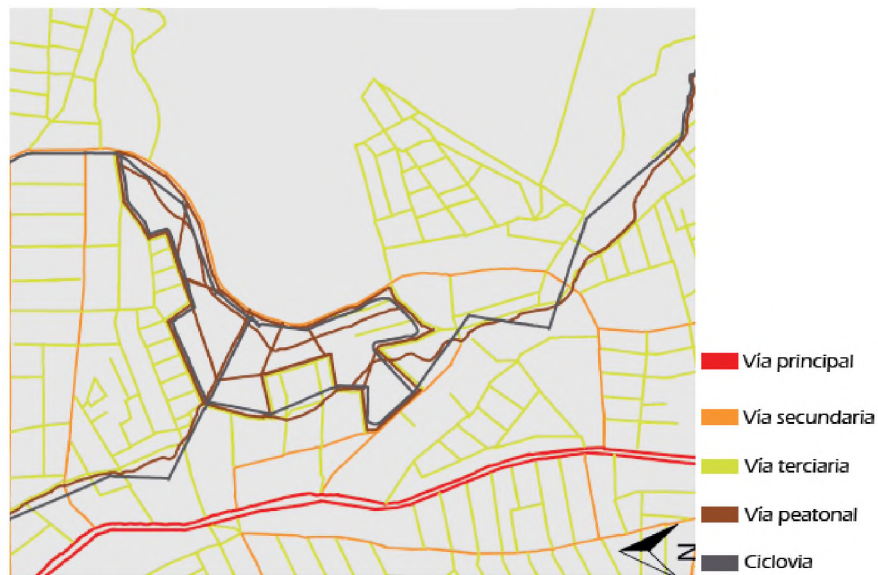 Vía principal
Vía secundaria
Vía terciaria
Vía peatonal
N
Ciclovia